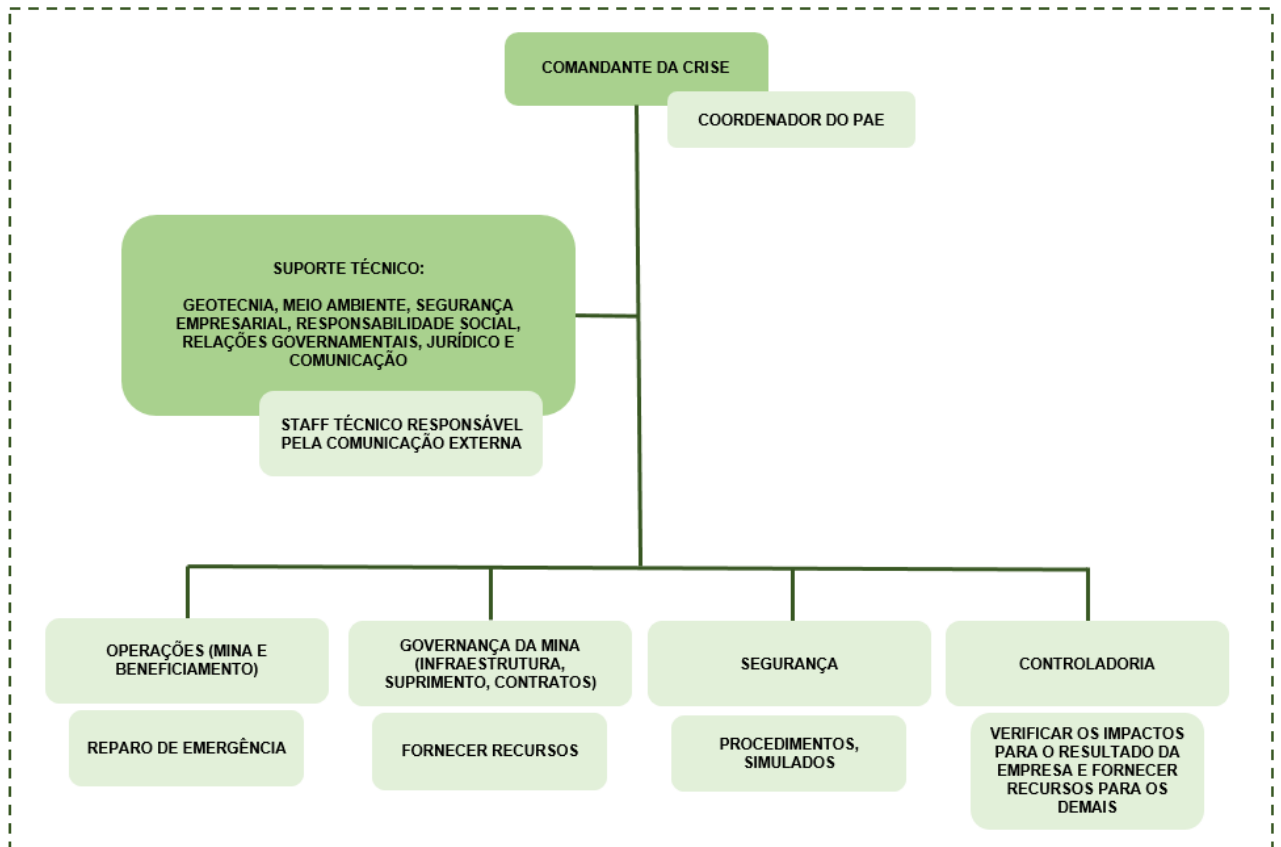 COMANDANTE DA CRISE
COORDENADOR DO PAE
SUPORTE TÉCNICO:
GEOTECNIA, MEIO AMBIENTE, SEGURANÇA
EMPRESARIAL, RESPONSABILIDADE SOCIAL,
RELAÇÕES GOVERNAMENTAIS, JURÍDICO E
COMUNICAÇÃO
STAFF TÉCNICO RESPONSÁVEL
PELA COMUNICAÇÃO EXTERNA
OPERAÇÕES (MINA E
BENEFICIAMENTO)
REPARO DE EMERGÊNCIA
GOVERNANÇA DA MINA
(INFRAESTRUTURA,
SUPRIMENTO, CONTRATOS)
FORNECER RECURSOS
SEGURANÇA
PROCEDIMENTOS,
SIMULADOS
CONTROLADORIA
VERIFICAR OS IMPACTOS
PARA O RESULTADO DA
EMPRESA E FORNECER
RECURSOS PARA OS
DEMAIS